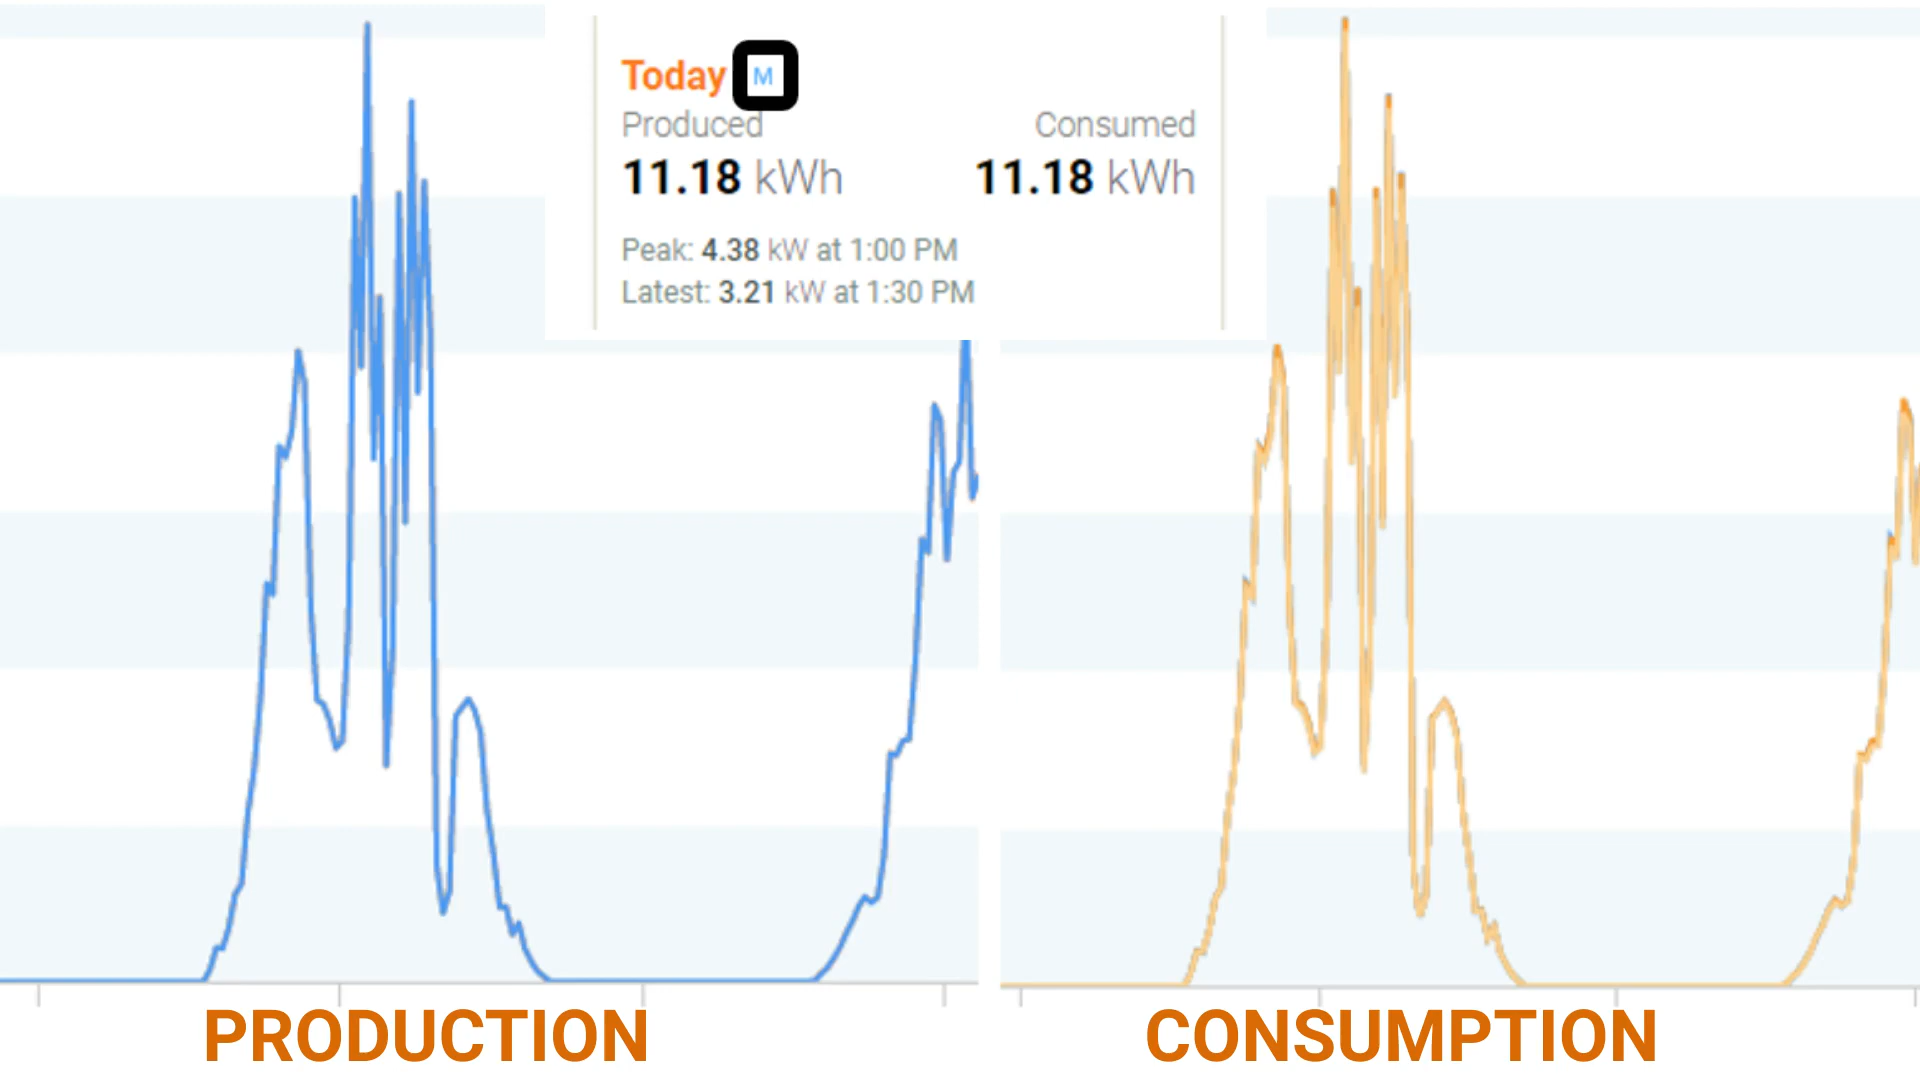 Today M
Produced
Consumed
11.18 kWh
11.18 kWh
Peak: 4.38 kW at 1:00 PM
Latest: 3.21 kW at 1:30 PM
PRODUCTION
CONSUMPTION